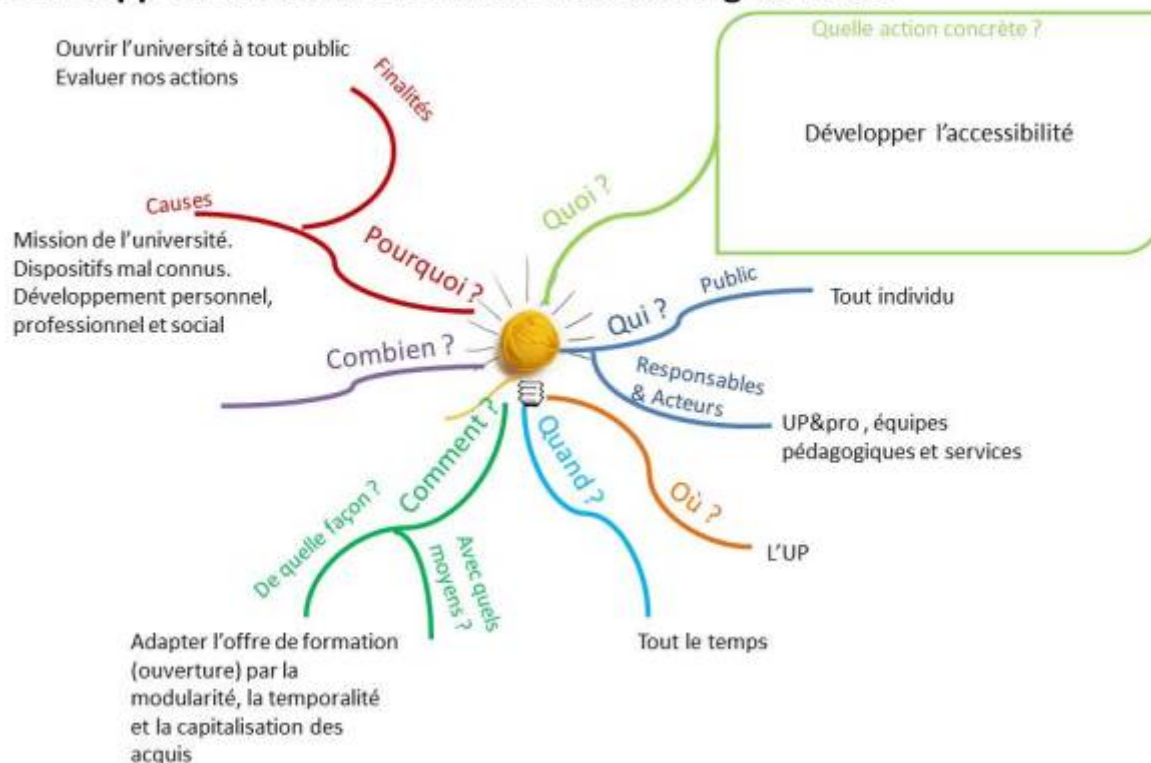 Quelle action concrète ?
Développer l’accessibilité
Quoi ?
Ouvrir l’université à tout public
Evaluer nos actions
Finalités
Causes
Mission de l’université.
Dispositifs mal connus.
Développement personnel,
professionnel et social
Pourquoi ?
Qui ?
Public
Tout individu
Responsables
& Acteurs
UP&pro , équipes
pédagogiques et services
Combien ?
Comment ?
De quelle façon ?
Avec quels
moyens ?
Adapter l’offre de formation
(ouverture) par la
modularité, la temporalité
et la capitalisation des
acquis
Quand ?
Tout le temps
Où ?
L’UP